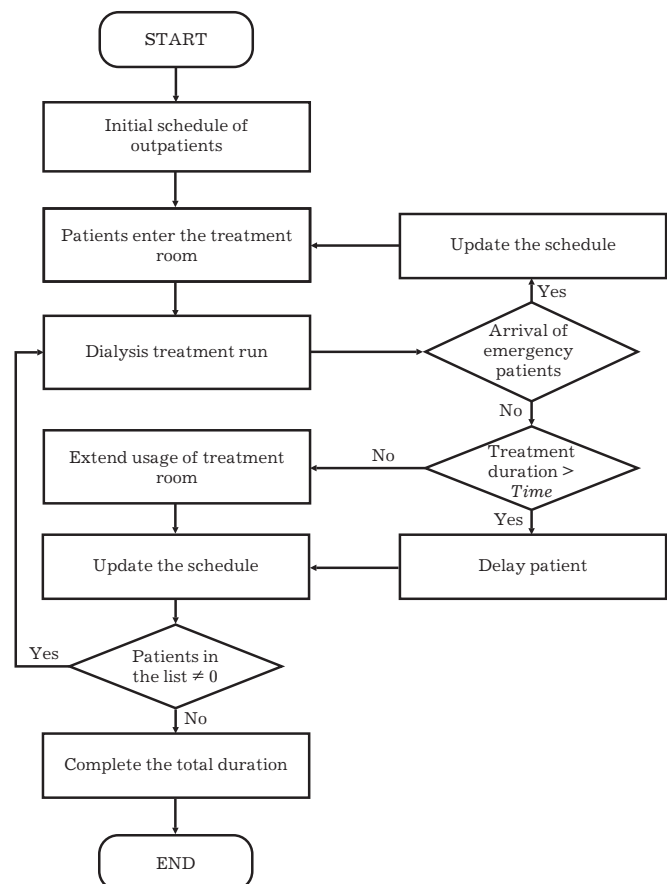 START
Initial schedule of
outpatients
Patients enter the treatment
room
Update the schedule
Yes
Dialysis treatment run
Arrival of
emergency
patients
No
Extend usage of treatment
room
No
Treatment
duration >
Time
Yes
Update the schedule
Delay patient
Yes
Patients in
the list ≠ 0
No
Complete the total duration
END